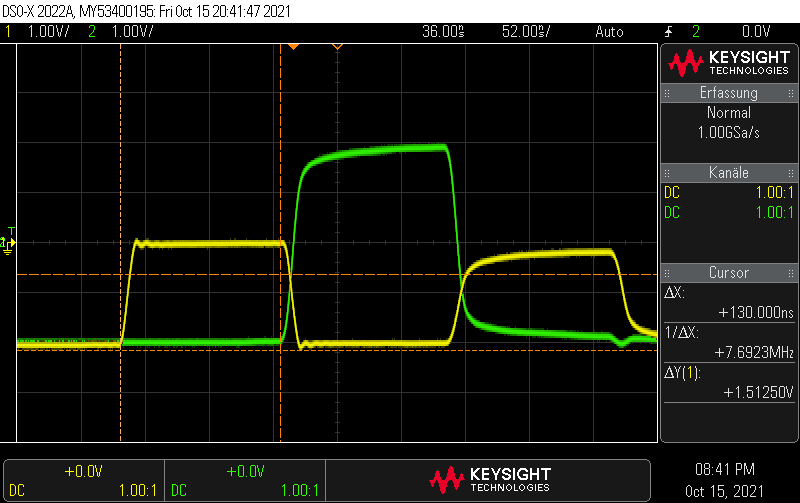 DSO-X 2022A, MY53400195: Fri Oct 15 20:41:47 2021
1 1.00V/ 2 1.00V/ 36.00s 52.00s/ Auto 2 0.0V
KEYSIGHT
TECHNOLOGIES
Erfassung
Normal
1.00GSa/s
Kanäle
DC 1.00:1
DC 1.00:1
Cursor
ΔX:
+130.000ns
1/ΔX:
+7.6923MHz
ΔY(1):
+1.51250V
T
2
+0.0V
DC 1.00:1
+0.0V
DC 1.00:1
KEYSIGHT
TECHNOLOGIES
08:41 PM
Oct 15, 2021